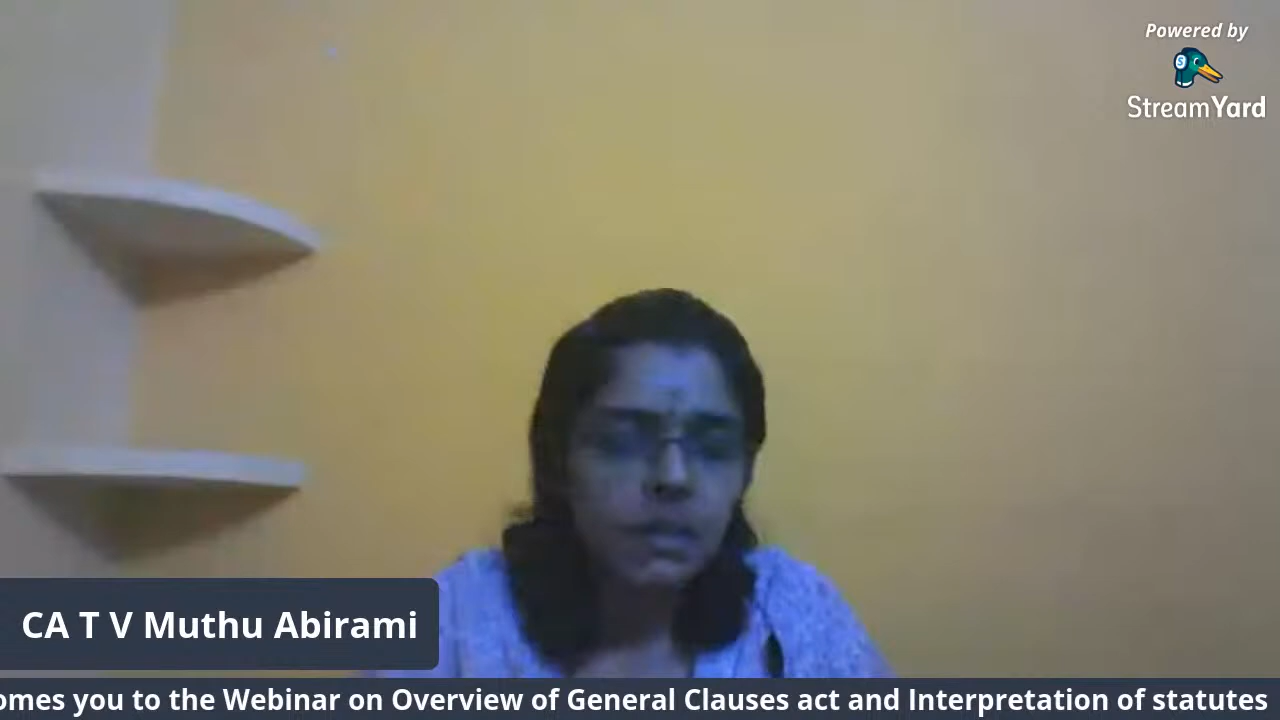 Powered by
StreamYard
CA T V Muthu Abirami
you to the Webinar on Overview of General Clauses act and Interpretation of statutes